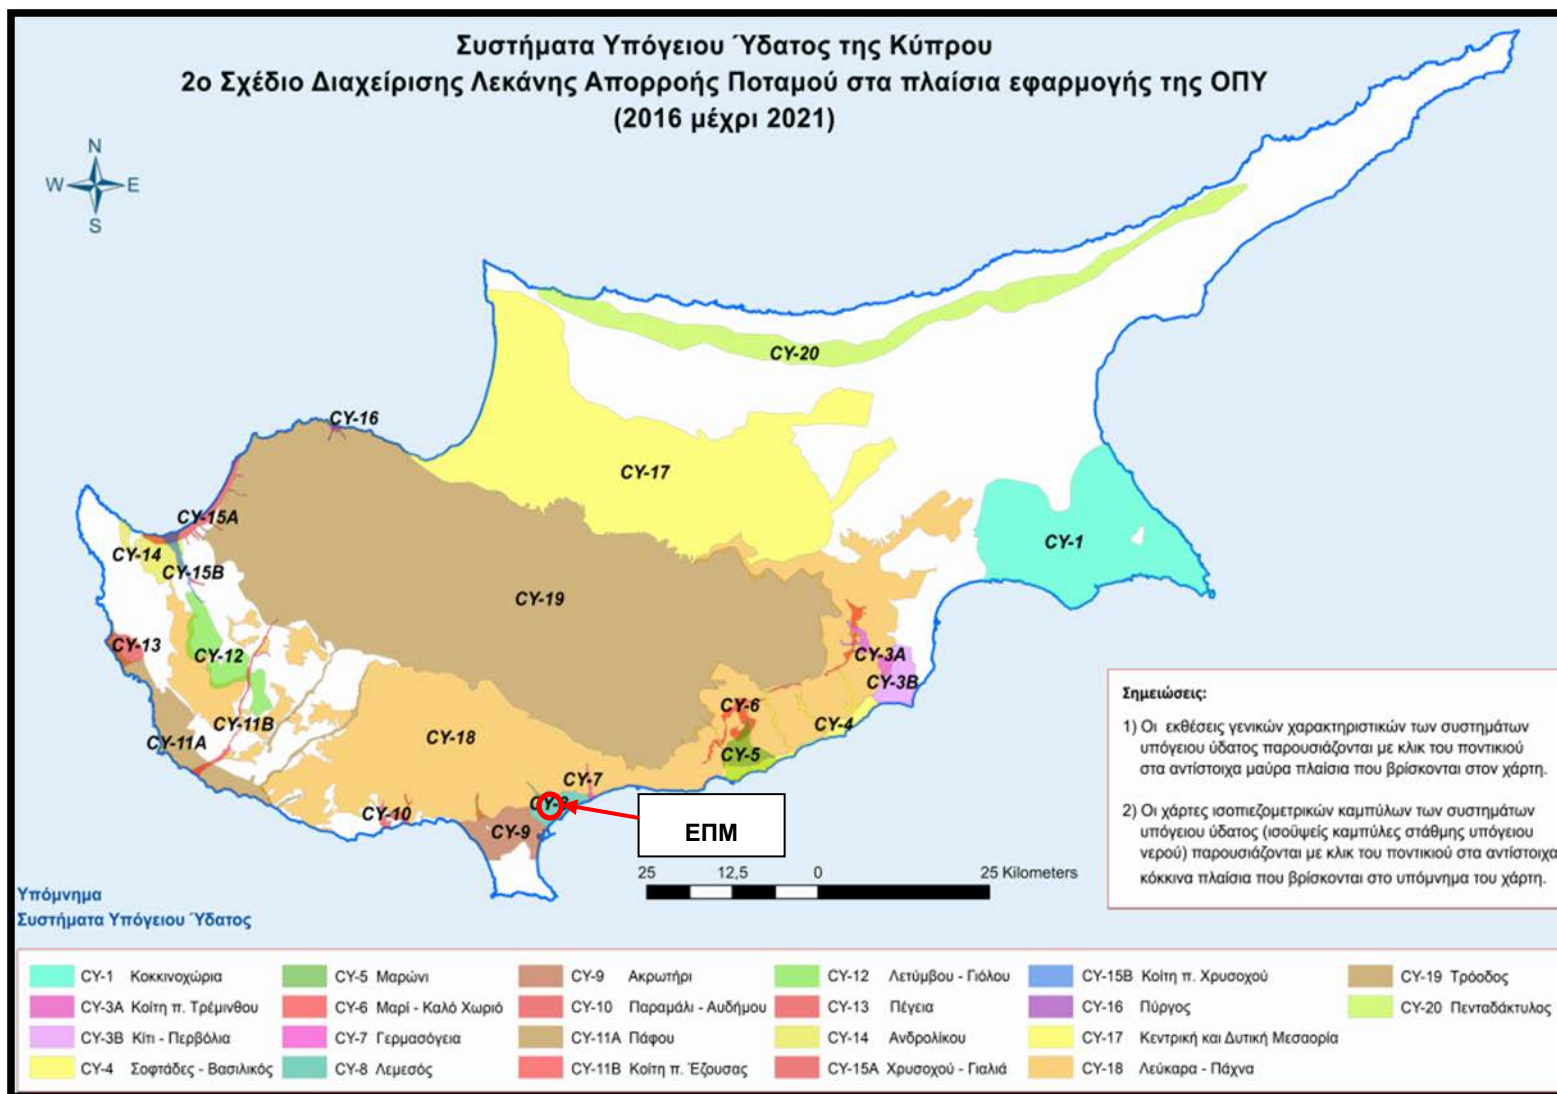 Συστήματα Υπόγειου Ύδατος της Κύπρου
2ο Σχέδιο Διαχείρισης Λεκάνης Απορροής Ποταμού στα πλαίσια εφαρμογής της ΟΠΥ
(2016 μέχρι 2021)
N
W E
S
CY-20
CY-16
CY-17
CY-15A
CY-1
CY-14
CY-15B
CY-19
CY-13
CY-12
CY-3A
CY-3B
CY-6
CY-11B
CY-4
CY-11A
CY-18
CY-5
CY-7
CY-8
CY-10
CY-9
ΕΠΜ
25 12,5 0 25 Kilometers
Σημειώσεις:
1) Οι εκθέσεις γενικών χαρακτηριστικών των συστημάτων
υπόγειου ύδατος παρουσιάζονται με κλικ του ποντικιού
στα αντίστοιχα μαύρα πλαίσια που βρίσκονται στον χάρτη.
2) Οι χάρτες ισοπιεζομετρικών καμπύλων των συστημάτων
υπόγειου ύδατος (ισοϋψείς καμπύλες στάθμης υπόγειου
νερού) παρουσιάζονται με κλικ του ποντικιού στα αντίστοιχα
κόκκινα πλαίσια που βρίσκονται στο υπόμνημα του χάρτη.
Υπόμνημα
Συστήματα Υπόγειου Ύδατος
CY-1 Κοκκινοχώρια
CY-3A Κοίτη π. Τρέμινθου
CY-3B Κίτι - Περβόλια
CY-4 Σοφτάδες - Βασιλικός
CY-5 Μαρώνι
CY-6 Μαρί - Καλό Χωριό
CY-7 Γερμασόγεια
CY-8 Λεμεσός
CY-9 Ακρωτήρι
CY-10 Παραμάλι - Αυδήμου
CY-11A Πάφου
CY-11B Κοίτη π. Έζουσας
CY-12 Λετύμβου - Γιόλου
CY-13 Πέγεια
CY-14 Ανδρολίκου
CY-15A Χρυσοχού - Γιαλιά
CY-15B Κοίτη π. Χρυσοχού
CY-16 Πύργος
CY-17 Κεντρική και Δυτική Μεσαορία
CY-18 Λεύκαρα - Πάχνα
CY-19 Τρόοδος
CY-20 Πενταδάκτυλος